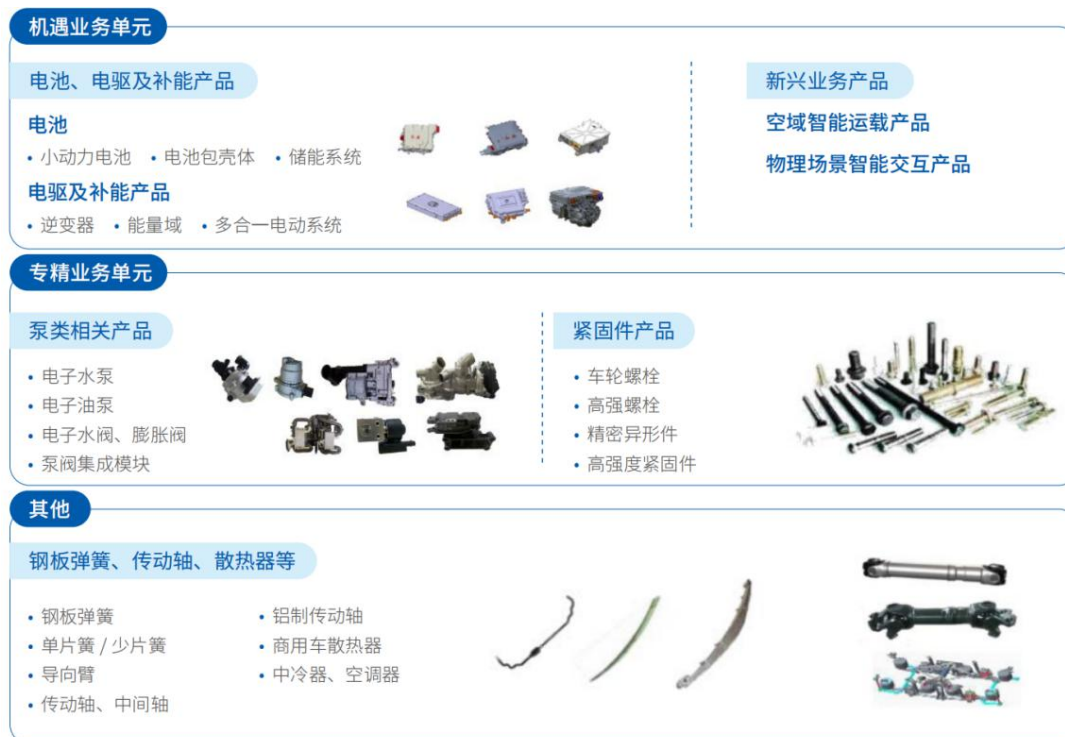 机遇业务单元
电池、电驱及补能产品
电池
• 小动力电池 • 电池包壳体 • 储能系统
电驱及补能产品
• 逆变器 • 能量域 • 多合一电动系统
新兴业务产品
空域智能运载产品
物理场景智能交互产品
专精业务单元
泵类相关产品
• 电子水泵
• 电子油泵
• 电子水阀、膨胀阀
• 泵阀集成模块
紧固件产品
• 车轮螺栓
• 高强螺栓
• 精密异形件
• 高强度紧固件
其他
钢板弹簧、传动轴、散热器等
• 钢板弹簧
• 单片簧 / 少片簧
• 导向臂
• 传动轴、中间轴
• 铝制传动轴
• 商用车散热器
• 中冷器、空调器